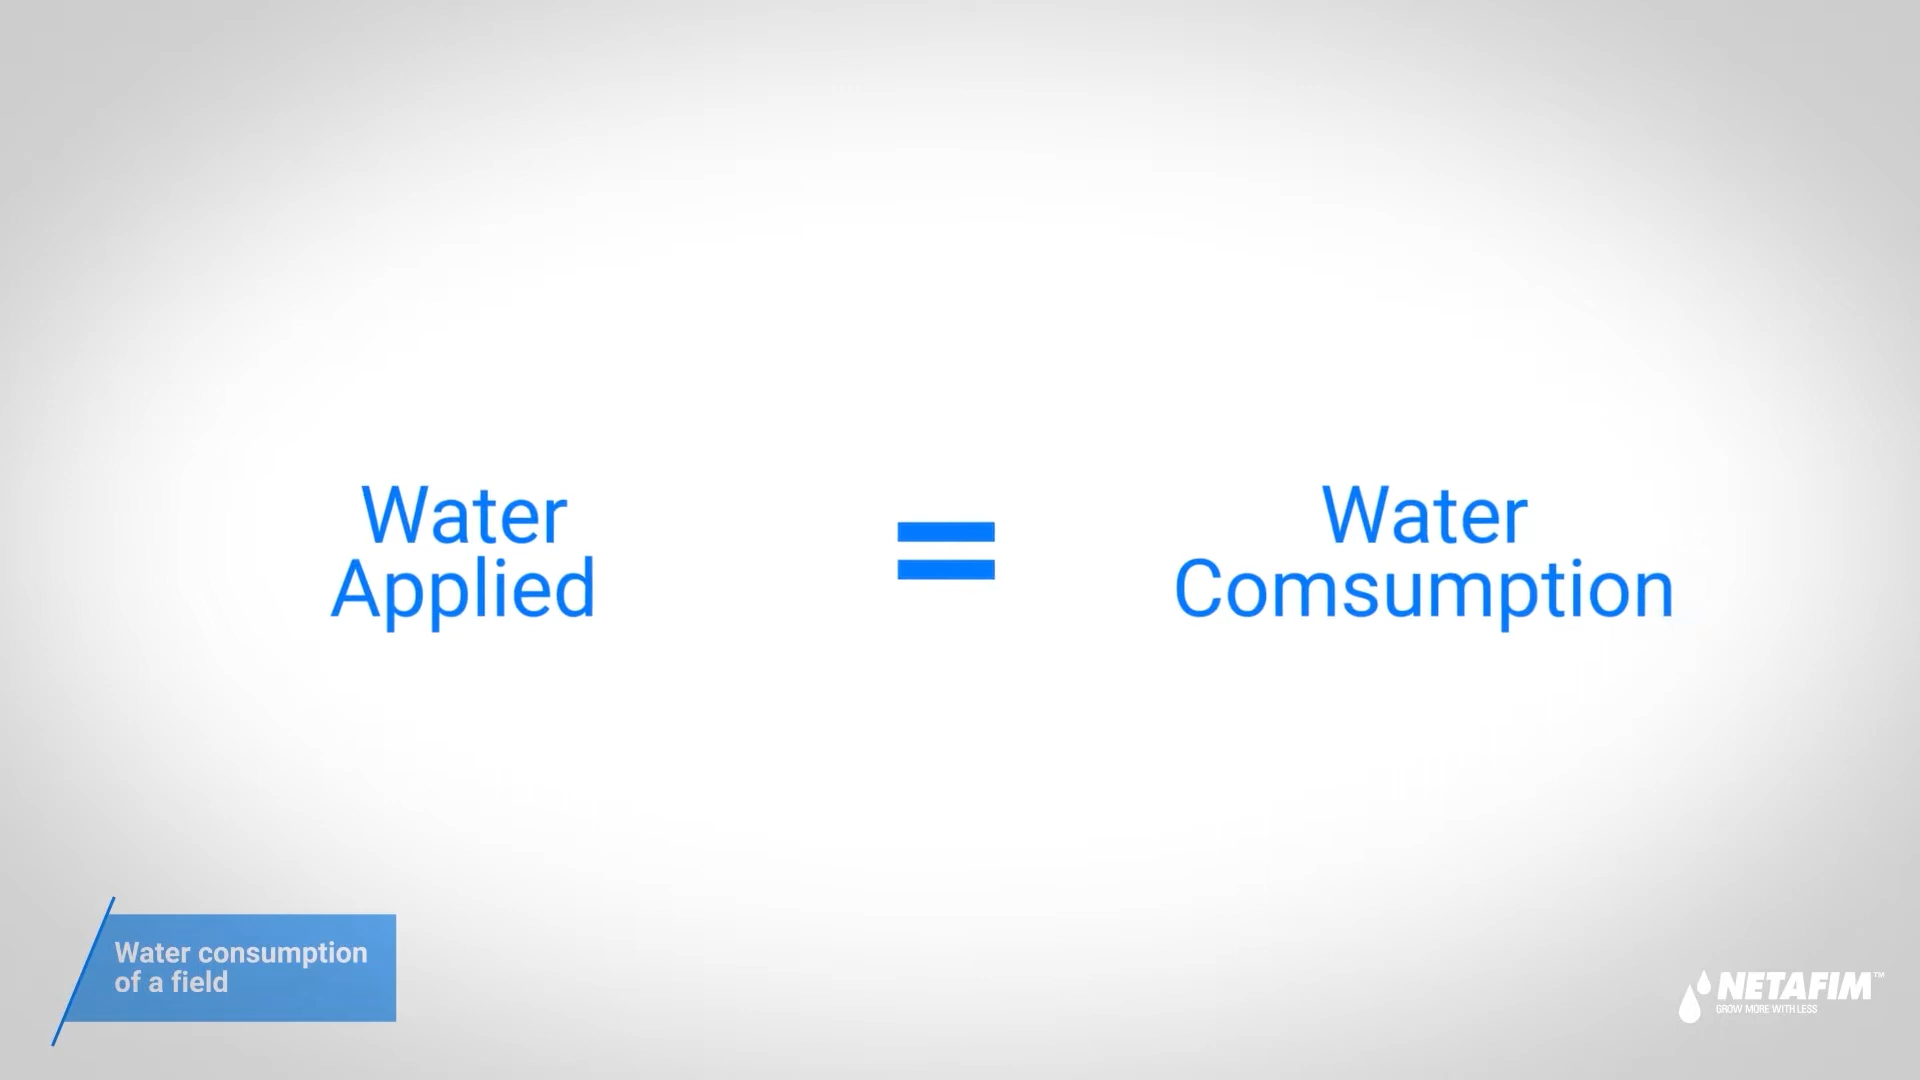 Water
Applied
=
Water
Comsumption
Water consumption
of a field
NETAFIM™
GROW MORE WITH LESS